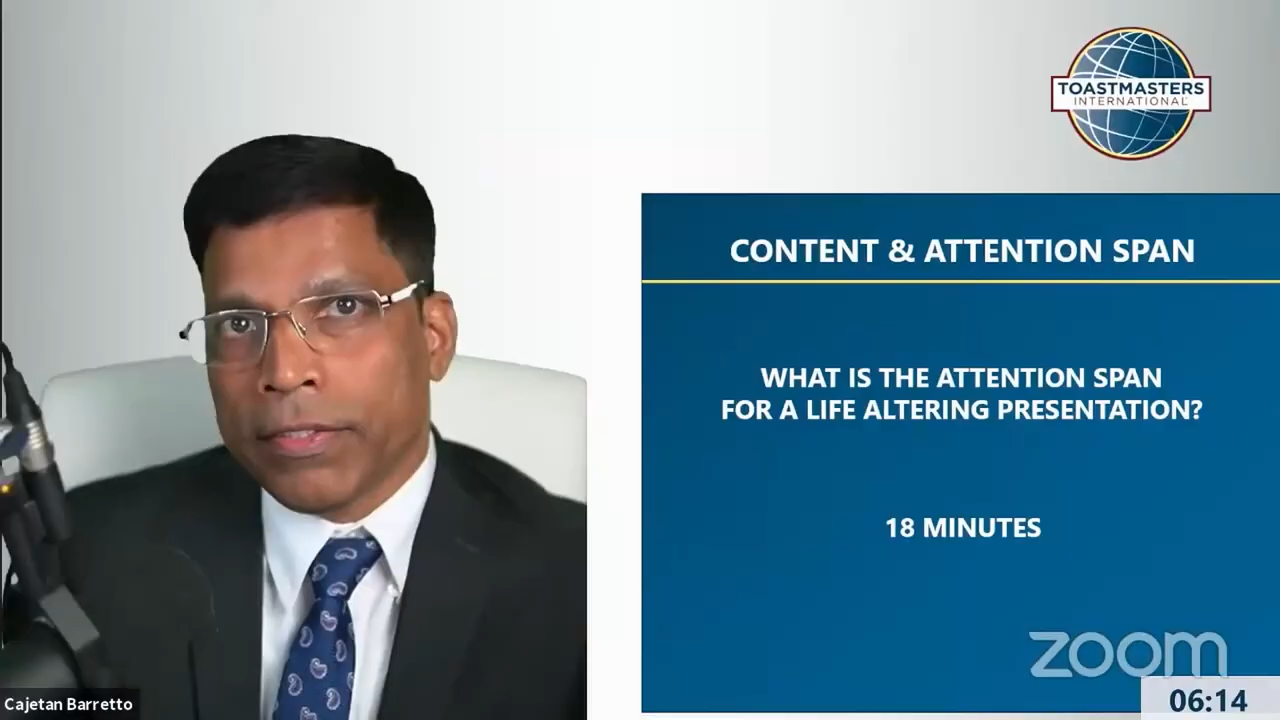 TOASTMASTERS
INTERNATIONAL
CONTENT & ATTENTION SPAN
WHAT IS THE ATTENTION SPAN
FOR A LIFE ALTERING PRESENTATION?
18 MINUTES
zoom
06:14
Cajetan Barretto